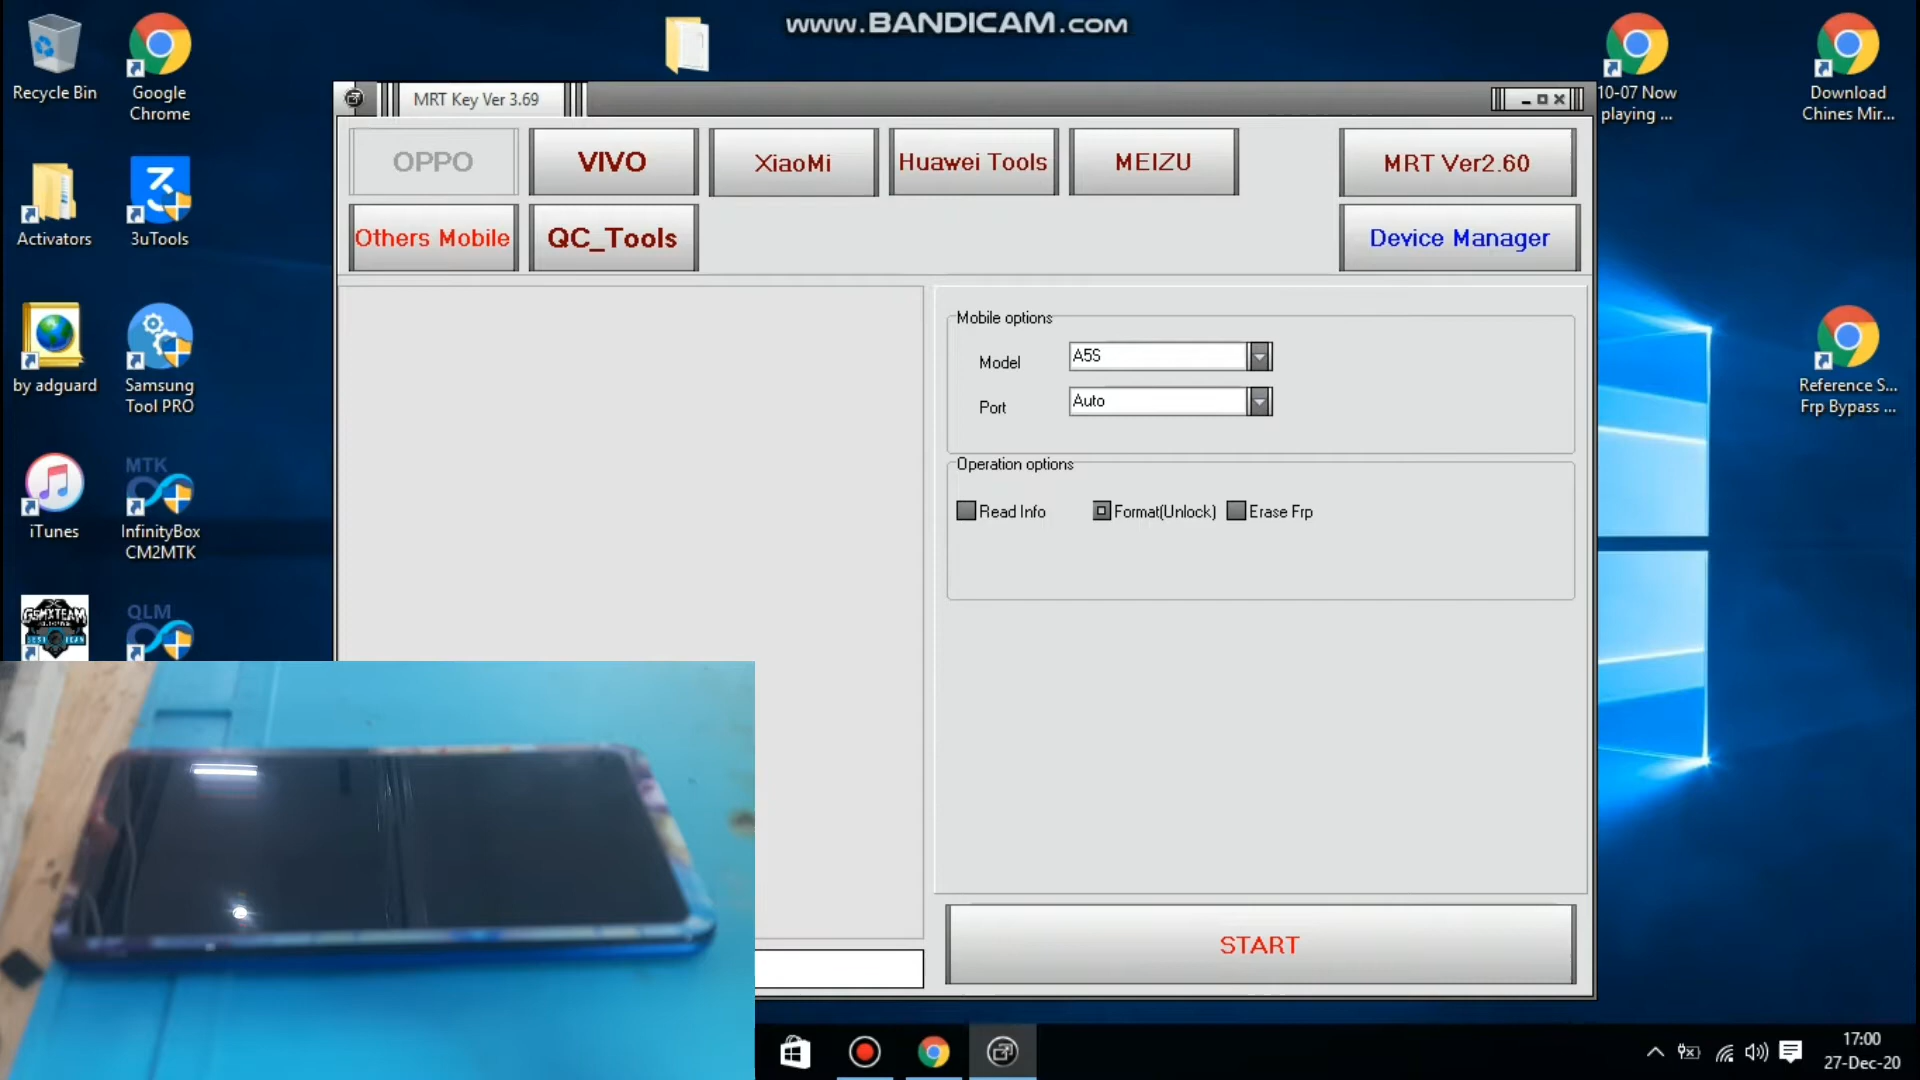 www.BANDICAM.com
Recycle Bin
Google
Chrome
10-07 Now
playing ...
Download
Chines Mir...
MRT Key Ver 3.69
OPPO
VIVO
XiaoMi
Huawei Tools
MEIZU
MRT Ver2.60
Others Mobile
QC_Tools
Device Manager
Activators
3uTools
Mobile options
Model
A5S
Port
Auto
by adguard
Samsung
Tool PRO
Reference S...
Frp Bypass ...
Operation options
Read Info
Format(Unlock)
Erase Frp
MTK
iTunes
InfinityBox
CM2MTK
GSMXTEAM
QLM
START
17:00
27-Dec-20